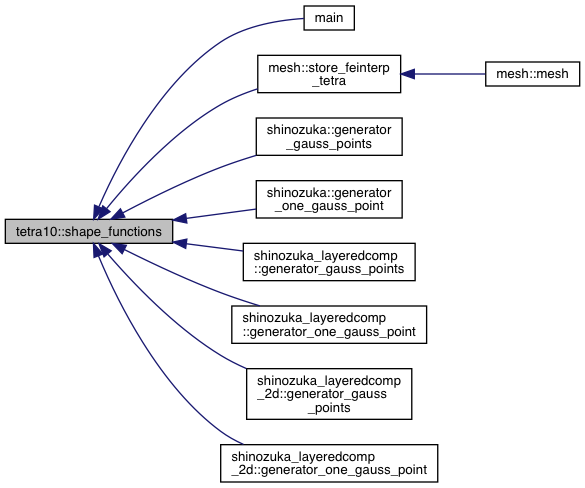 main
mesh::store_feinterp
_tetra
mesh::mesh
shinozuka::generator
_gauss_points
shinozuka::generator
_one_gauss_point
tetra10::shape_functions
shinozuka_layeredcomp
::generator_gauss_points
shinozuka_layeredcomp
::generator_one_gauss_point
shinozuka_layeredcomp
_2d::generator_gauss
_points
shinozuka_layeredcomp
_2d::generator_one_gauss_point